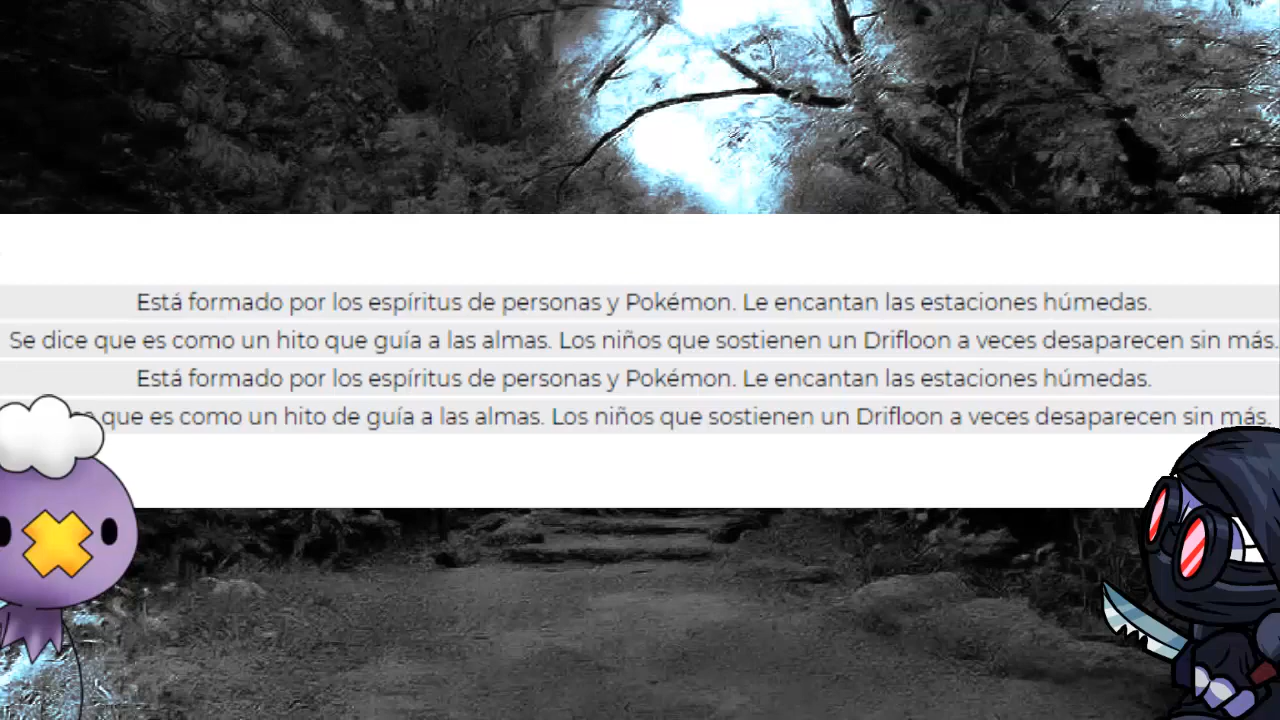 Está formado por los espíritus de personas y Pokémon. Le encantan las estaciones húmedas.
Se dice que es como un hito que guía a las almas. Los niños que sostienen un Drifloon a veces desaparecen sin más.
Está formado por los espíritus de personas y Pokémon. Le encantan las estaciones húmedas.
que es como un hito de guía a las almas. Los niños que sostienen un Drifloon a veces desaparecen sin más.